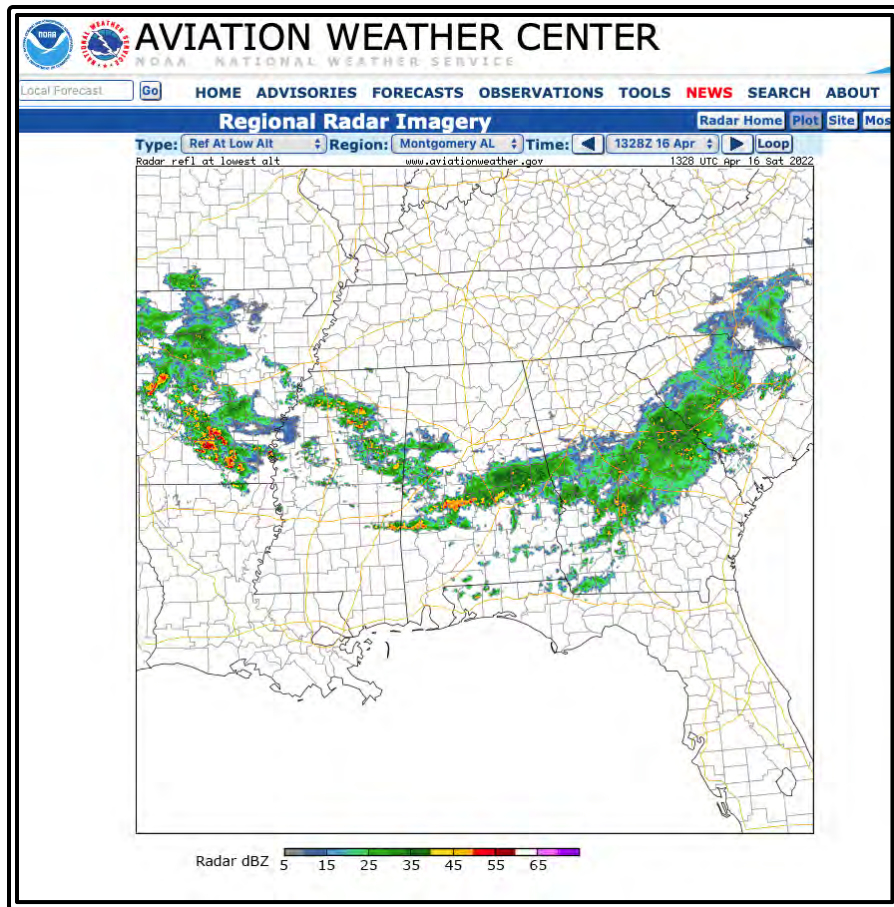 NOAA
AVIATION WEATHER CENTER
NOAA NATIONAL WEATHER SERVICE
Local Forecast Go HOME ADVISORIES FORECASTS OBSERVATIONS TOOLS NEWS SEARCH ABOUT
Regional Radar Imagery Radar Home Plot Site Mos
Type: Ref At Low Alt Region: Montgomery AL Time: 1328Z 16 Apr Loop
Radar refl at lowest alt www.aviationweather.gov 1328 UTC Apr 16 Sat 2022
Radar dBZ 5 15 25 35 45 55 65